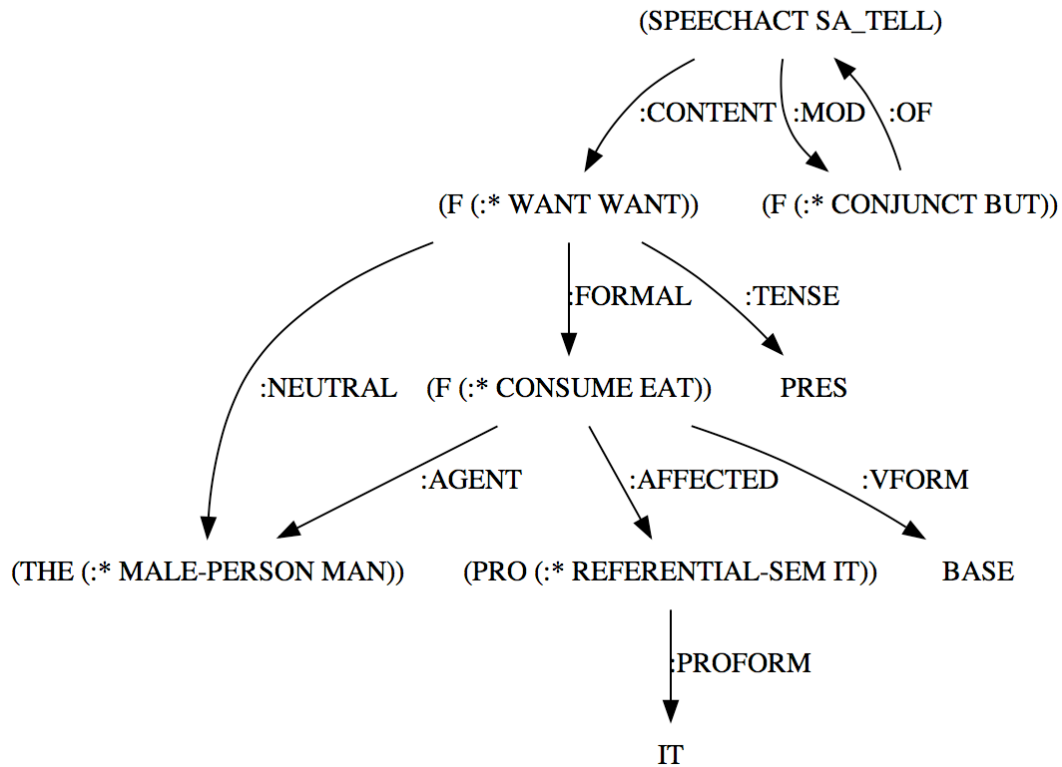 (SPEECHACT SA_TELL)
:CONTENT :MOD :OF
(F (:* WANT WANT)) (F (:* CONJUNCT BUT))
:FORMAL :TENSE
:NEUTRAL (F (:* CONSUME EAT)) PRES
:AGENT :AFFECTED :VFORM
(THE (:* MALE-PERSON MAN)) (PRO (:* REFERENTIAL-SEM IT)) BASE
:PROFORM
IT